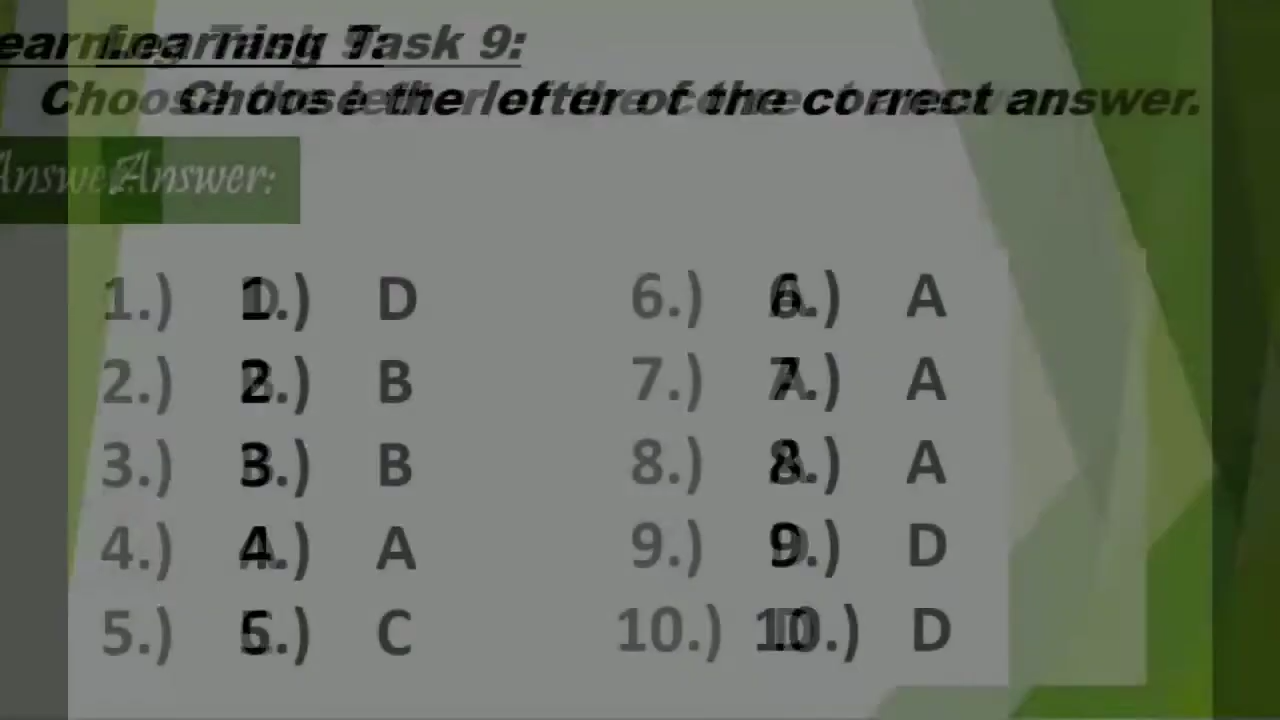 Learning Task 9:
Choose the letter of the correct answer.
Answer:
1.) D 6.) A
2.) B 7.) A
3.) B 8.) A
4.) A 9.) D
5.) C 10.) D